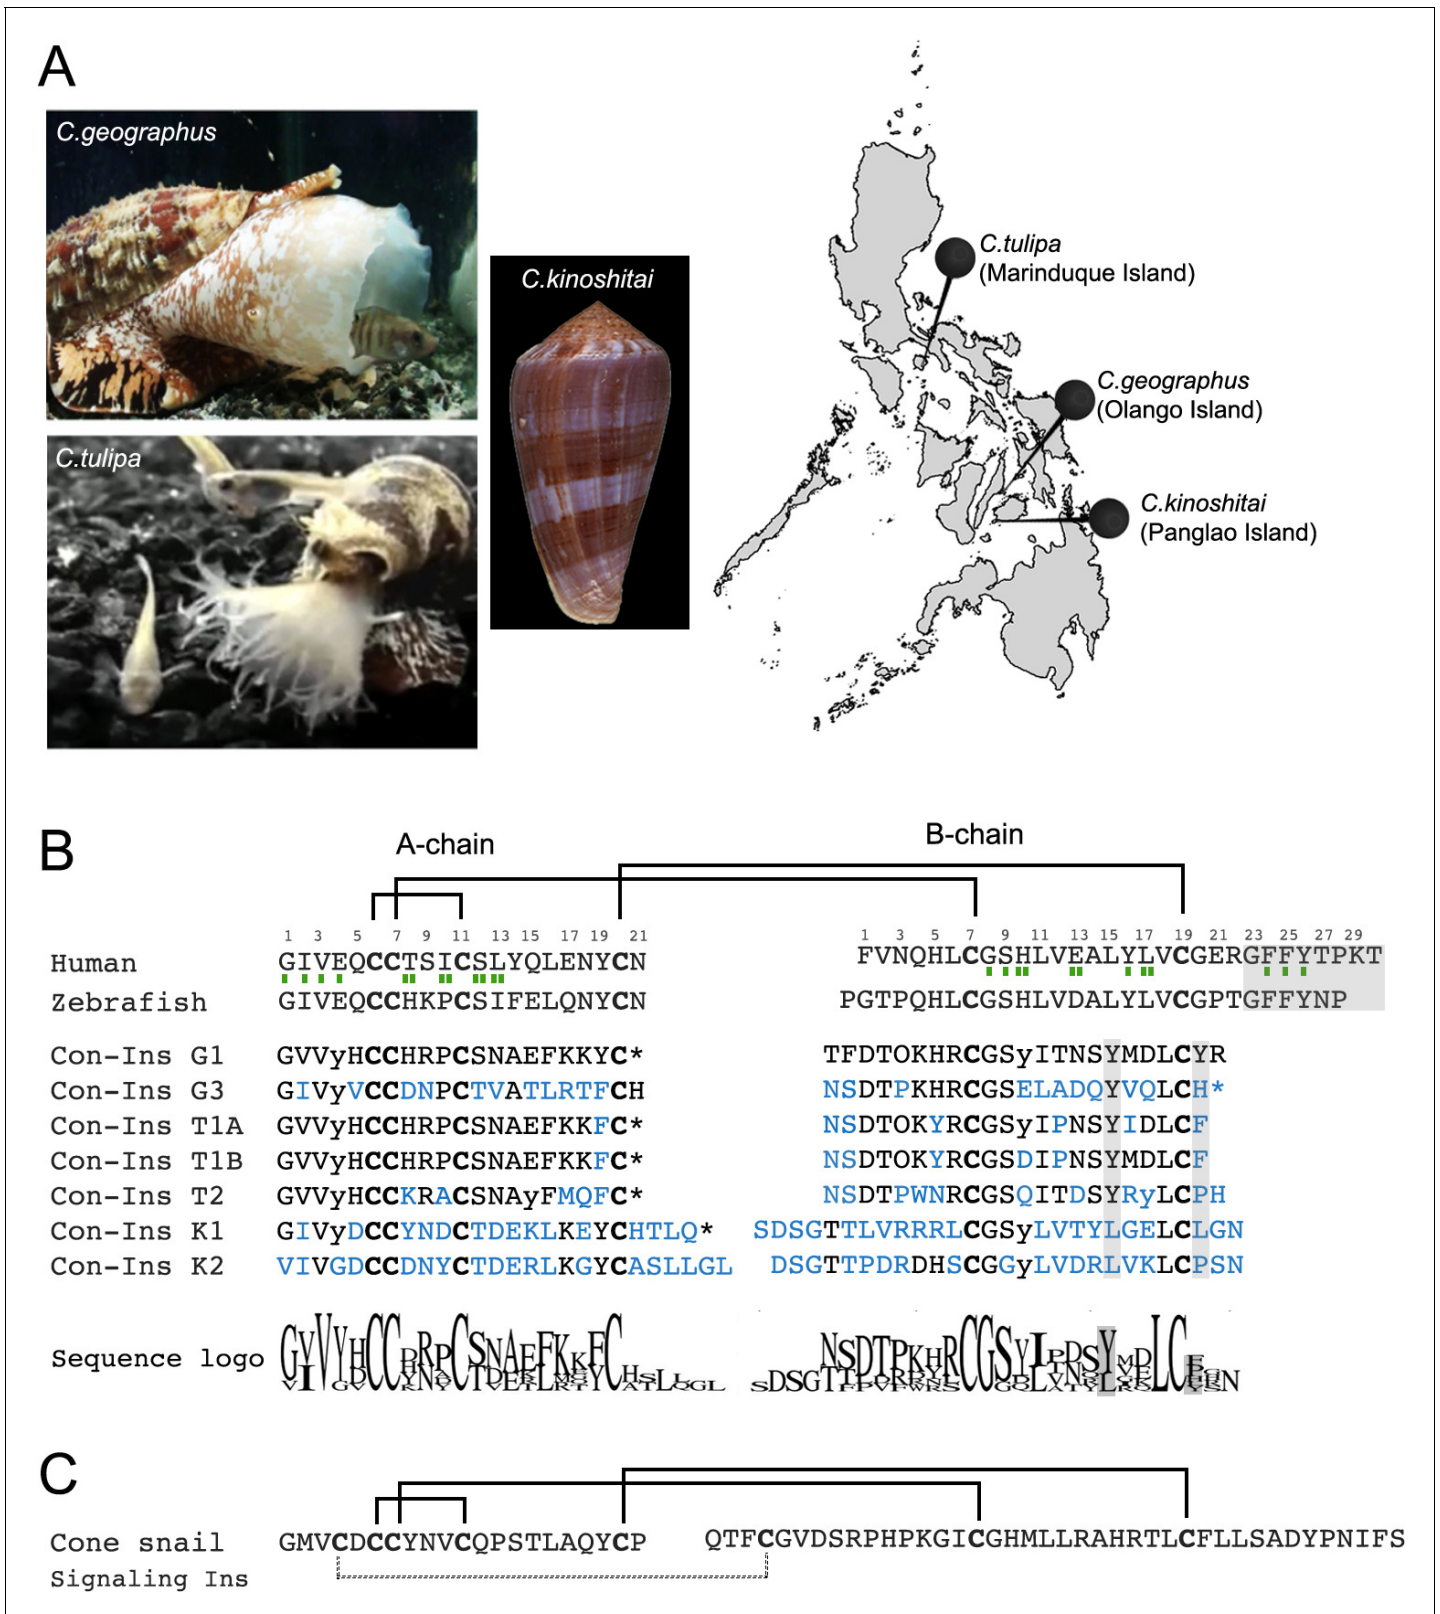 A
C.geographus
C.tulipa
C.kinoshitai
C.tulipa
(Marinduque Island)
C.geographus
(Olango Island)
C.kinoshitai
(Panglao Island)
B
A-chain
B-chain
1 3 5 7 9 11 13 15 17 19 21
1 3 5 7 9 11 13 15 17 19 21 23 25 27 29
Human GIVEQCCTSICSLYQLENYCN FVNQHLCGSHLVEALYLVCGERGFFYTPKT
Zebrafish GIVEQCCHKPCSIFELQNYCN PGTPQHLCGSHLVDALYLVCGPTGFFYNP
Con-Ins G1 GVVyHCCHRPCSNAEFKKYC* TFDTOKHRCGSyITNSYMDLCYR
Con-Ins G3 GIVyVCCDNPCTVATLRTFCH NSDTPKHRCGSELADQYVQLCH*
Con-Ins T1A GVVyHCCHRPCSNAEFKKFC* NSDTOKYRCGSyIPNSYIDLCF
Con-Ins T1B GVVyHCCHRPCSNAEFKKFC* NSDTOKYRCGSDIPNSYMDLCF
Con-Ins T2 GVVyHCCKRACSNAyFMQFC* NSDTPWNRCGSQITDSYRyLCPH
Con-Ins K1 GIVyDCCYNDCTDEKLKEYCHTLQ* SDSGTTLVRRRLCGSyLVTYLGELCLGN
Con-Ins K2 VIVGDCCDNYCTDERLKGYCASLLGL DSGTTPDRDHSCGGyLVDRLVKLCPSN
Sequence logo
C
Cone snail GMVCDCCYNVCQPSTLAQYCP QTFCGVDSRPHPKGICGHMLLRAHRTLCFLLSADYPNIFS
Signaling Ins